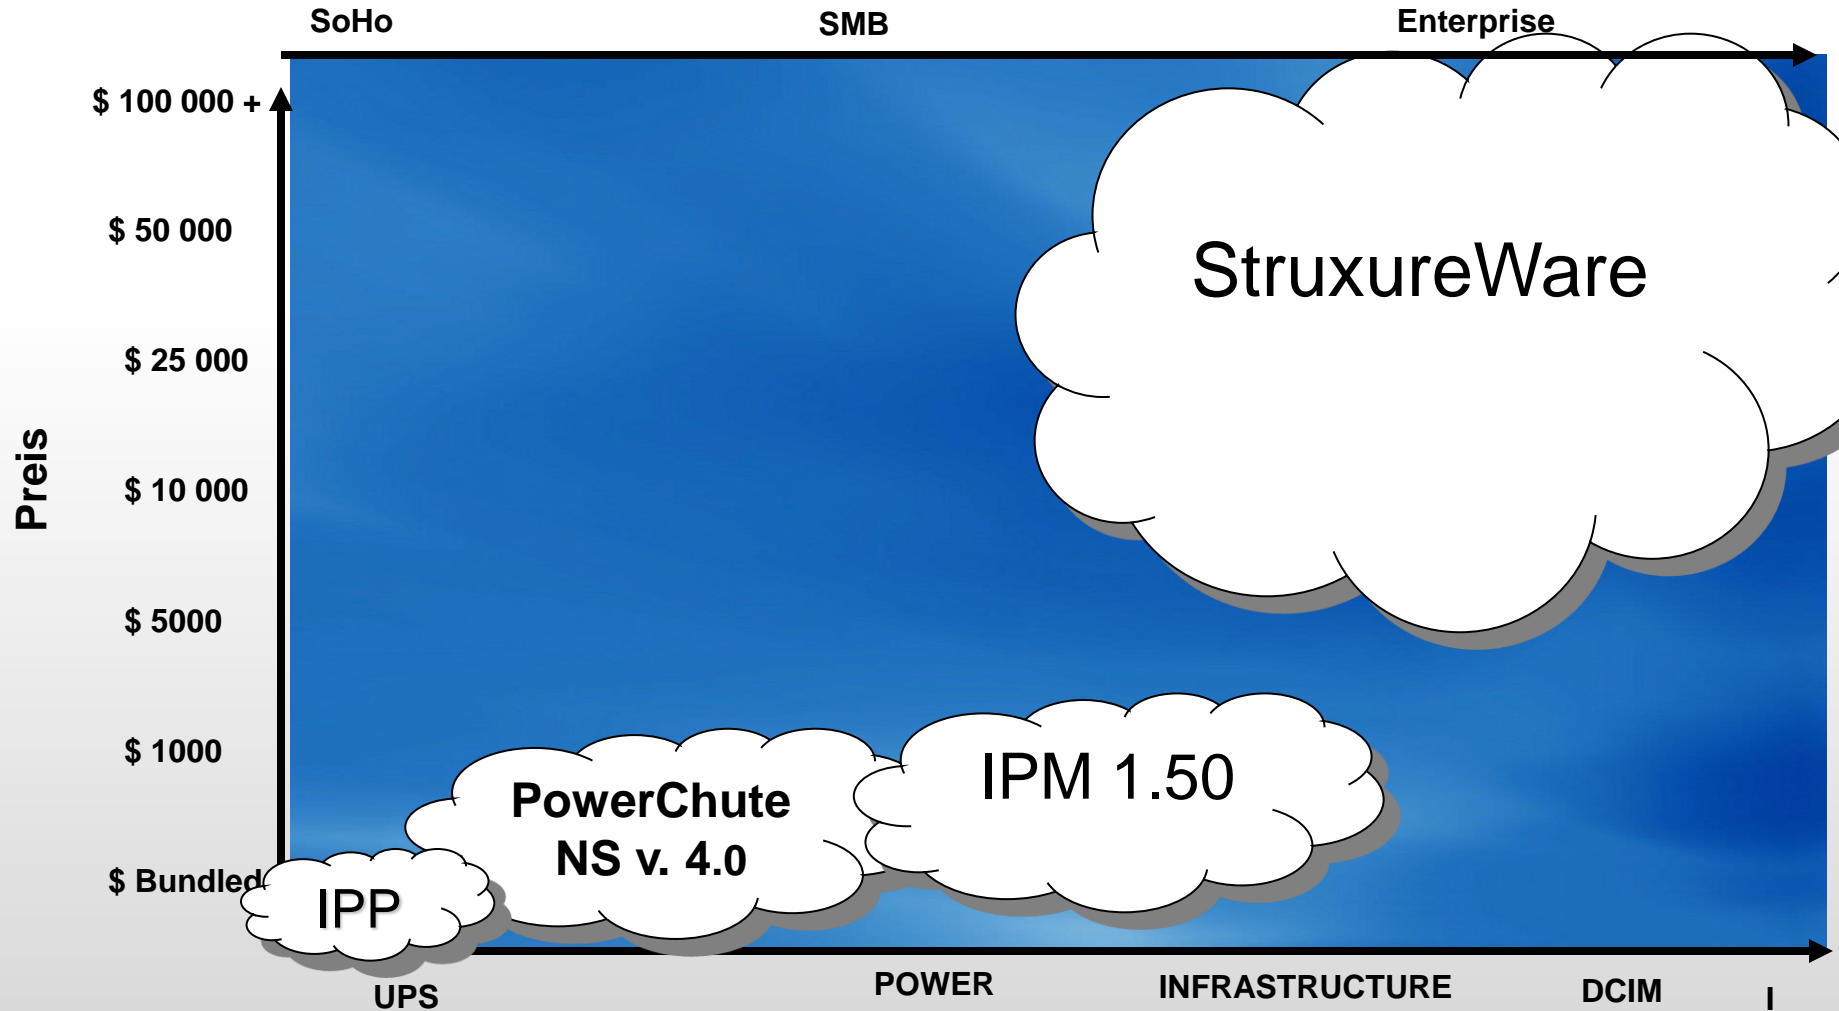 SoHo
SMB
Enterprise
$ 100 000 +
$ 50 000
StruxureWare
$ 25 000
Preis
$ 10 000
$ 5000
$ 1000
IPM 1.50
PowerChute
NS v. 4.0
$ Bundled
IPP
UPS
POWER
INFRASTRUCTURE
DCIM
I